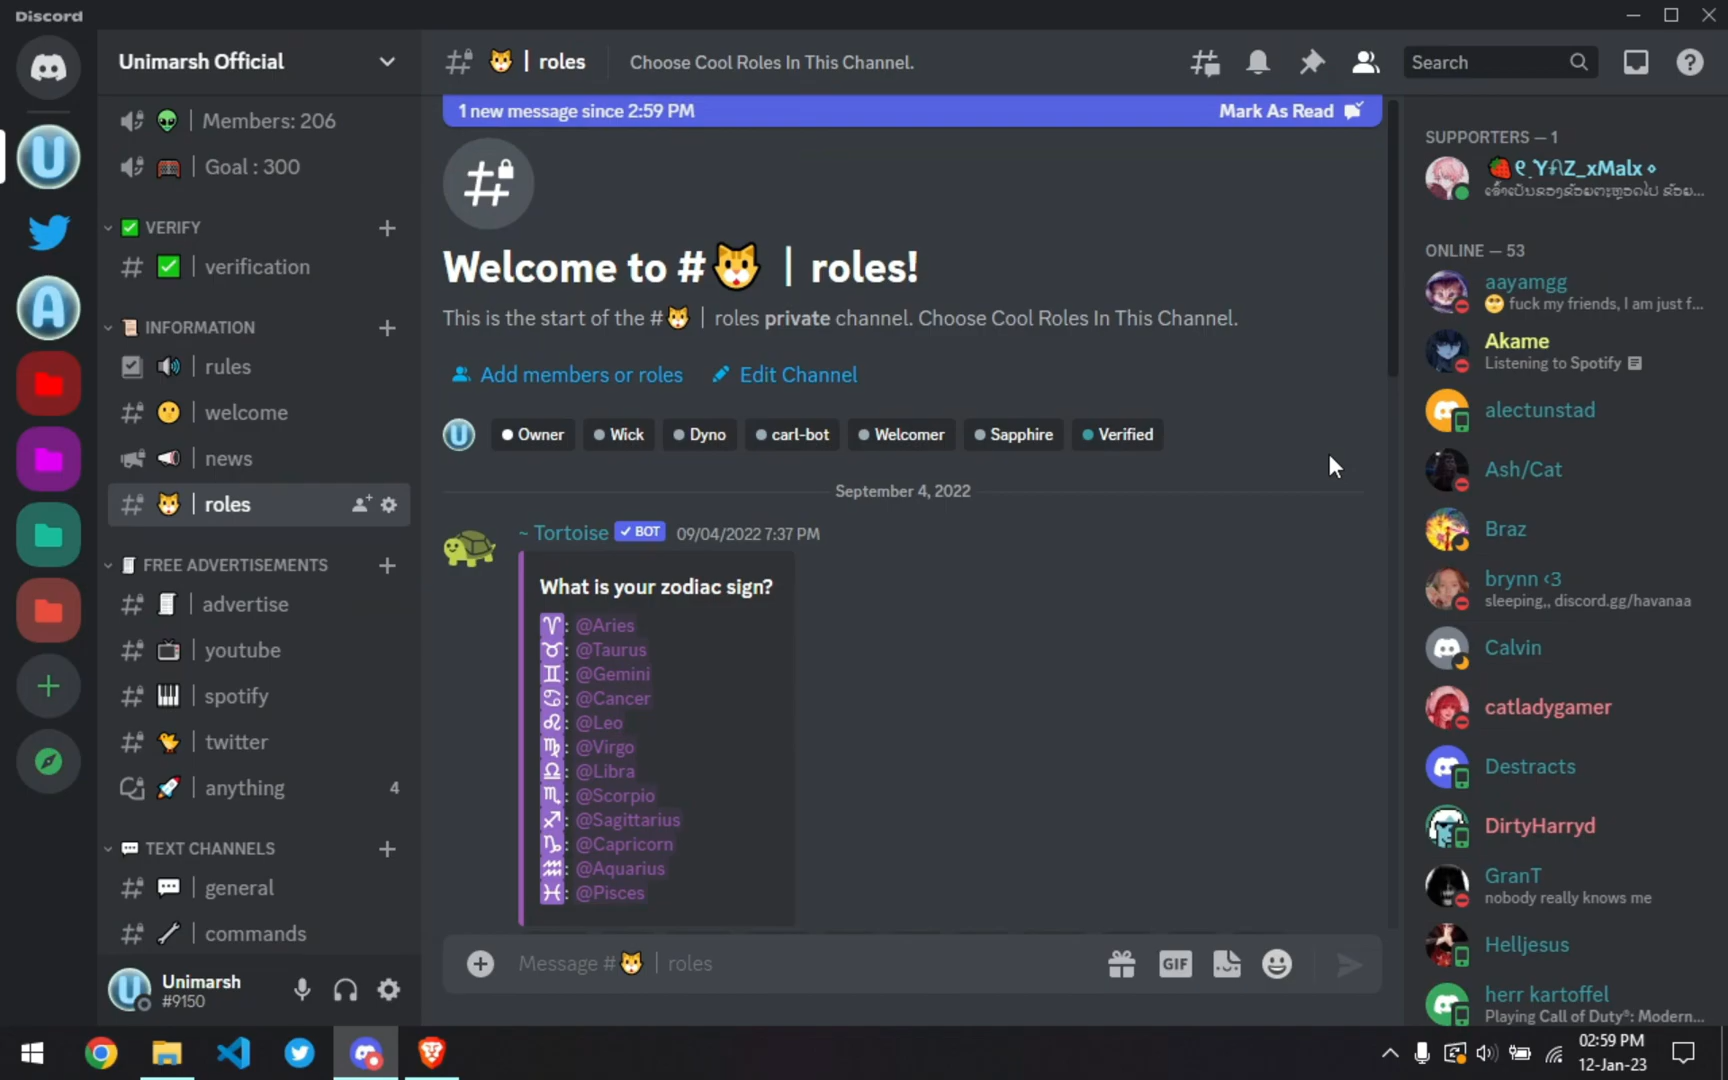 Discord
Unimarsh Official
| roles
Choose Cool Roles In This Channel.
Search
| Members: 206
| Goal : 300
VERIFY
| verification
INFORMATION
| rules
| welcome
| news
| roles
FREE ADVERTISEMENTS
| advertise
| youtube
| spotify
| twitter
| anything
4
TEXT CHANNELS
| general
| commands
Unimarsh
#9150
1 new message since 2:59 PM
Mark As Read
Welcome to #🐱 | roles!
This is the start of the #🐱 | roles private channel. Choose Cool Roles In This Channel.
Add members or roles
Edit Channel
Owner
Wick
Dyno
carl-bot
Welcomer
Sapphire
Verified
September 4, 2022
~ Tortoise
BOT
09/04/2022 7:37 PM
What is your zodiac sign?
♈: @Aries
♉: @Taurus
♊: @Gemini
♋: @Cancer
♌: @Leo
♍: @Virgo
♎: @Libra
♏: @Scorpio
♐: @Sagittarius
♑: @Capricorn
♒: @Aquarius
♓: @Pisces
Message #🐱 | roles
GIF
SUPPORTERS — 1
Z_xMalx
ONLINE — 53
aayamgg
fuck my friends, I am just f...
Akame
Listening to Spotify
alectunstad
Ash/Cat
Braz
brynn <3
sleeping,, discord.gg/havanaa
Calvin
catladygamer
Destracts
DirtyHarryd
GranT
nobody really knows me
Helljesus
herr kartoffel
Playing Call of Duty®: Modern...
02:59 PM
12-Jan-23